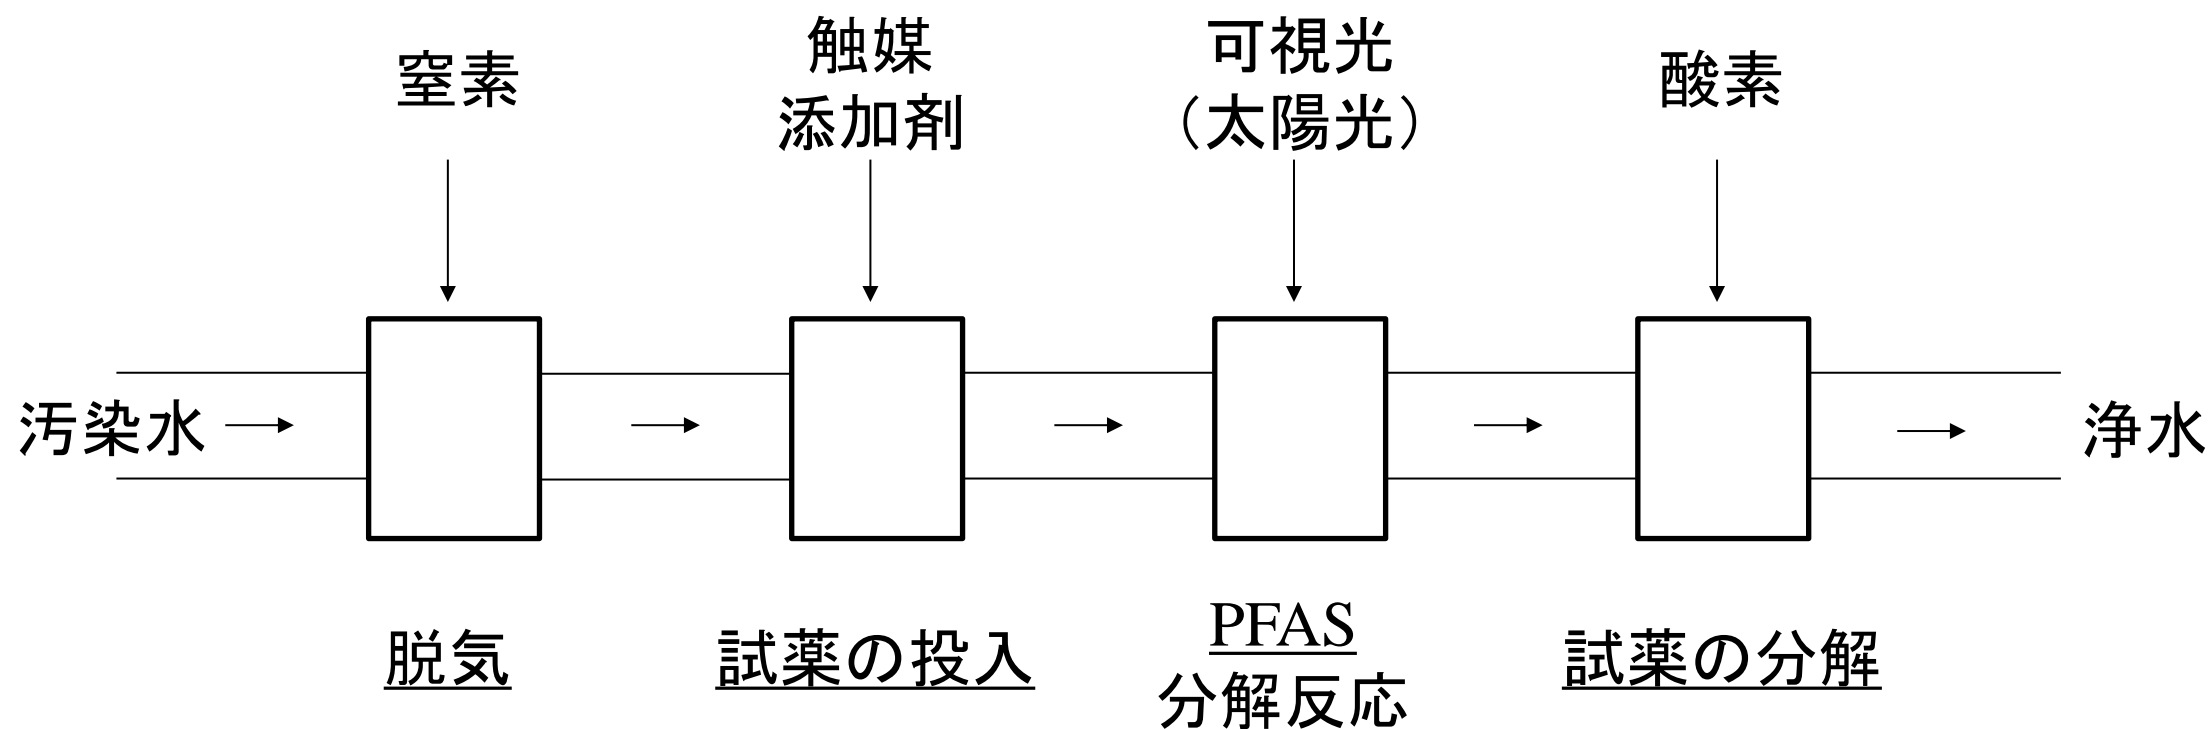 窒素
触媒
添加剤
可視光
（太陽光）
酸素
汚染水
浄水
脱気
試薬の投入
PFAS
分解反応
試薬の分解